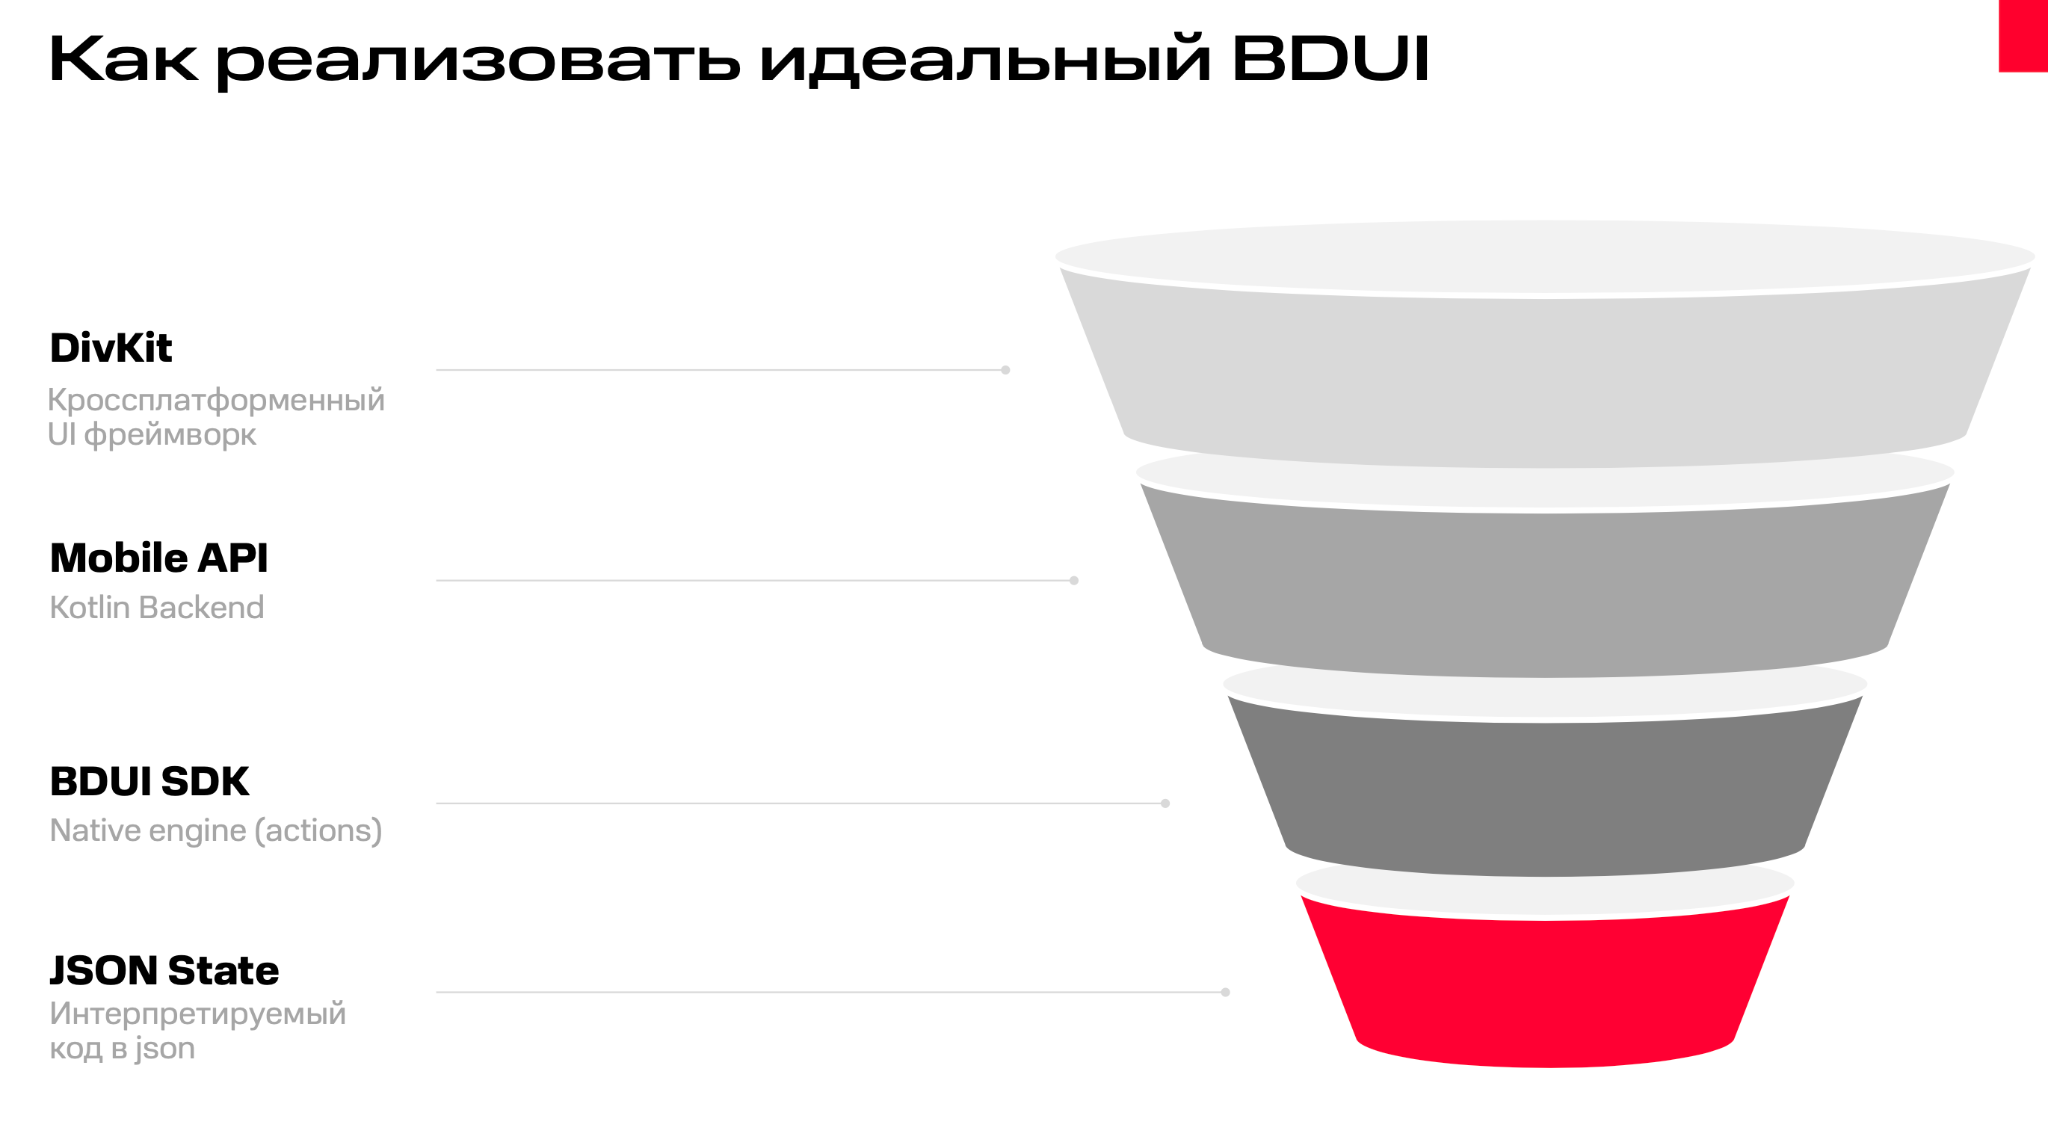 Как реализовать идеальный BDUI
DivKit
Кроссплатформенный
UI фреймворк
Mobile API
Kotlin Backend
BDUI SDK
Native engine (actions)
JSON State
Интерпретируемый
код в json